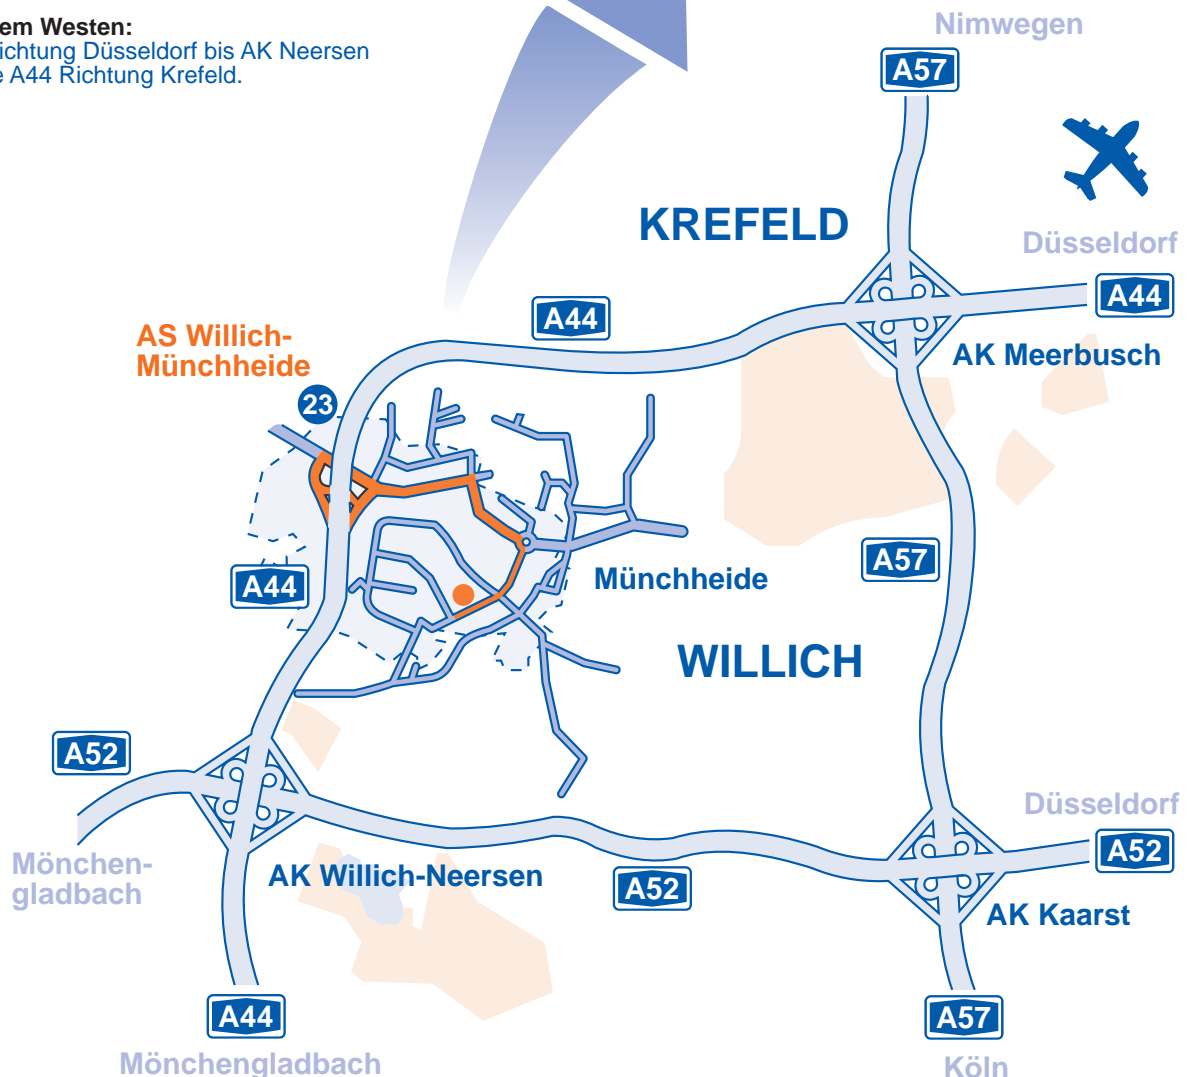 em Westen:
ichtung Düsseldorf bis AK Neersen
e A44 Richtung Krefeld.
Nimwegen
A57
KREFELD
Düsseldorf
A44
A44
AS Willich-
Münchheide
AK Meerbusch
23
A57
A44
Münchheide
WILLICH
A52
Düsseldorf
A52
Mönchen-
gladbach
AK Willich-Neersen
A52
AK Kaarst
A44
A57
Mönchengladbach
Köln